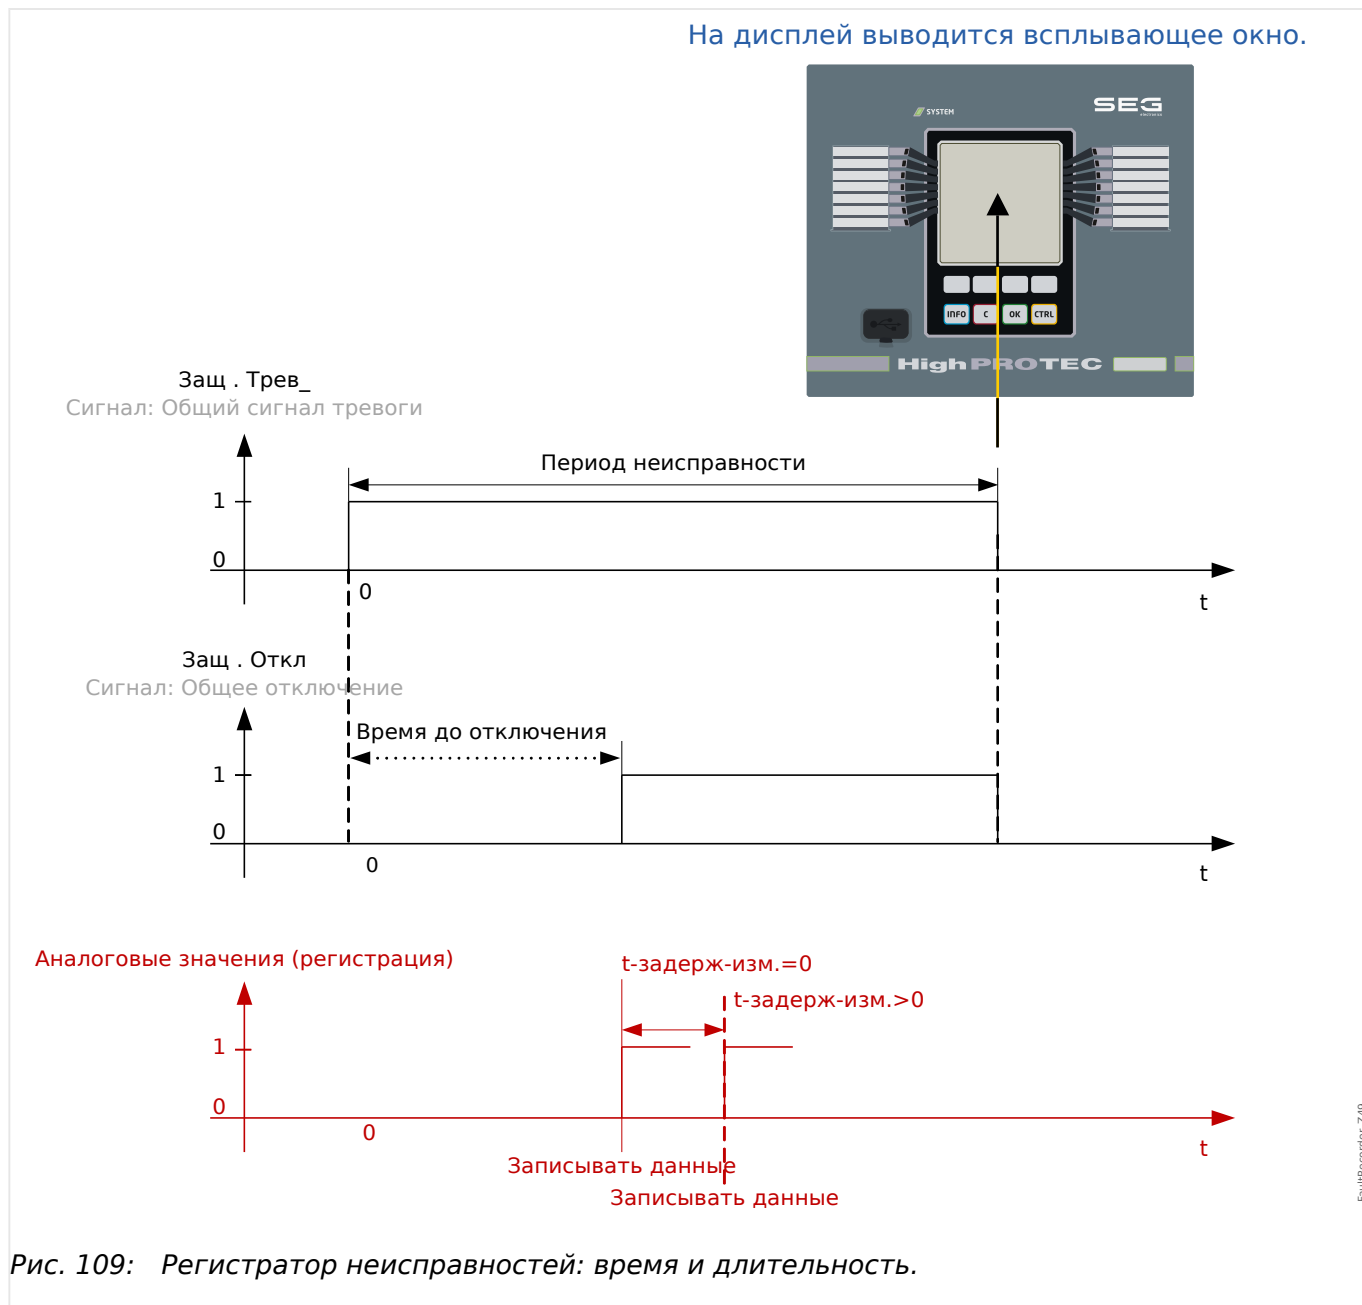 На дисплей выводится всплывающее окно.
SYSTEM
SEG
INFO
C
OK
CTRL
HighPROTEC
Защ . Трев_
Сигнал: Общий сигнал тревоги
Период неисправности
1
0
0
t
Защ . Откл
Сигнал: Общее отключение
Время до отключения
1
0
0
t
Аналоговые значения (регистрация)
t-задерж-изм.=0
t-задерж-изм.>0
1
0
0
t
Записывать данные
Записывать данные
Рис. 109: Регистратор неисправностей: время и длительность.